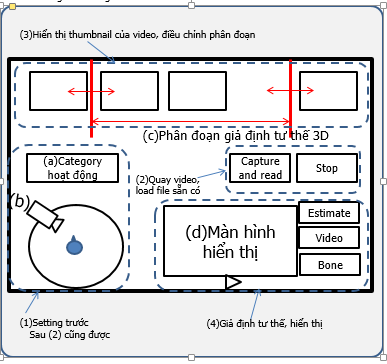 (3)Hiển thị thumbnail của video, điều chỉnh phân đoạn
(c)Phân đoạn giả định tư thế 3D
(a)Category
hoạt động
(2)Quay video,
load file sẵn có
Capture
and read
Stop
(b)
(d)Màn hình
hiển thị
Estimate
Video
Bone
(1)Setting trước
Sau (2) cũng được
(4)Giả định tư thế, hiển thị